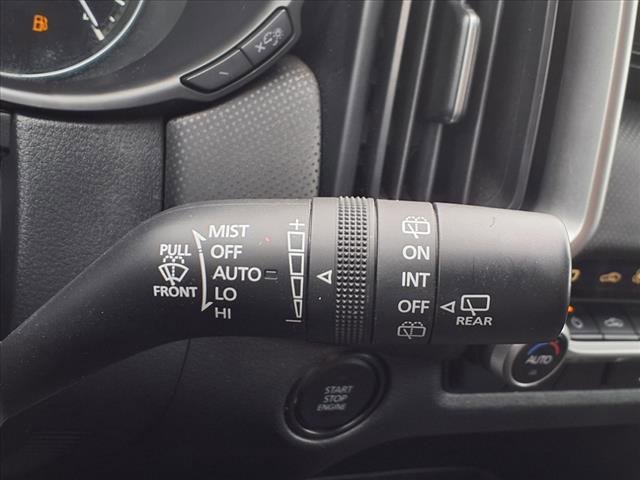 MIST
PULL
OFF
AUTO
FRONT
LO
HI
+
−
ON
INT
OFF
REAR
START
STOP
ENGINE
AUTO